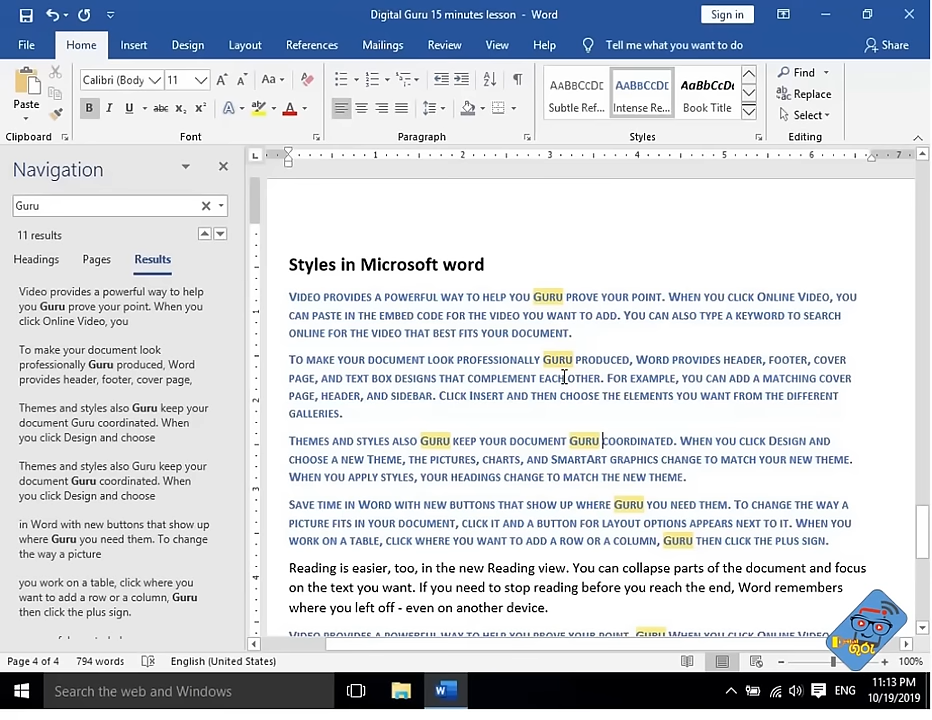 Digital Guru 15 minutes lesson - Word
Sign in
File Home Insert Design Layout References Mailings Review View Help Tell me what you want to do Share
Paste
Calibri (Body 11
Aa
B I U abc x₂ x² A ab A
AABBCCDC AABBCCDC AaBbCcDc
Subtle Ref... Intense Re... Book Title
Find
Replace
Select
Clipboard Font Paragraph Styles Editing
Navigation
Guru
11 results
Headings Pages Results
Video provides a powerful way to help
you Guru prove your point. When you
click Online Video, you
To make your document look
professionally Guru produced, Word
provides header, footer, cover page,
Themes and styles also Guru keep your
document Guru coordinated. When
you click Design and choose
Themes and styles also Guru keep your
document Guru coordinated. When
you click Design and choose
in Word with new buttons that show up
where Guru you need them. To change
the way a picture
you work on a table, click where you
want to add a row or a column, Guru
then click the plus sign.
L 1 2 3 4 5 6 7
1
2
3
4
Styles in Microsoft word
VIDEO PROVIDES A POWERFUL WAY TO HELP YOU GURU PROVE YOUR POINT. WHEN YOU CLICK ONLINE VIDEO, YOU
CAN PASTE IN THE EMBED CODE FOR THE VIDEO YOU WANT TO ADD. YOU CAN ALSO TYPE A KEYWORD TO SEARCH
ONLINE FOR THE VIDEO THAT BEST FITS YOUR DOCUMENT.
TO MAKE YOUR DOCUMENT LOOK PROFESSIONALLY GURU PRODUCED, WORD PROVIDES HEADER, FOOTER, COVER
PAGE, AND TEXT BOX DESIGNS THAT COMPLEMENT EACH OTHER. FOR EXAMPLE, YOU CAN ADD A MATCHING COVER
PAGE, HEADER, AND SIDEBAR. CLICK INSERT AND THEN CHOOSE THE ELEMENTS YOU WANT FROM THE DIFFERENT
GALLERIES.
THEMES AND STYLES ALSO GURU KEEP YOUR DOCUMENT GURU COORDINATED. WHEN YOU CLICK DESIGN AND
CHOOSE A NEW THEME, THE PICTURES, CHARTS, AND SMARTART GRAPHICS CHANGE TO MATCH YOUR NEW THEME.
WHEN YOU APPLY STYLES, YOUR HEADINGS CHANGE TO MATCH THE NEW THEME.
SAVE TIME IN WORD WITH NEW BUTTONS THAT SHOW UP WHERE GURU YOU NEED THEM. TO CHANGE THE WAY A
PICTURE FITS IN YOUR DOCUMENT, CLICK IT AND A BUTTON FOR LAYOUT OPTIONS APPEARS NEXT TO IT. WHEN YOU
WORK ON A TABLE, CLICK WHERE YOU WANT TO ADD A ROW OR A COLUMN, GURU THEN CLICK THE PLUS SIGN.
Reading is easier, too, in the new Reading view. You can collapse parts of the document and focus
on the text you want. If you need to stop reading before you reach the end, Word remembers
where you left off - even on another device.
VIDEO PROVIDES A POWERFUL WAY TO HELP YOU PROVE YOUR POINT. GURU WHEN YOU CLICK ONLINE VIDEO
Page 4 of 4 794 words English (United States) 100%
Search the web and Windows
ENG
11:13 PM
10/19/2019